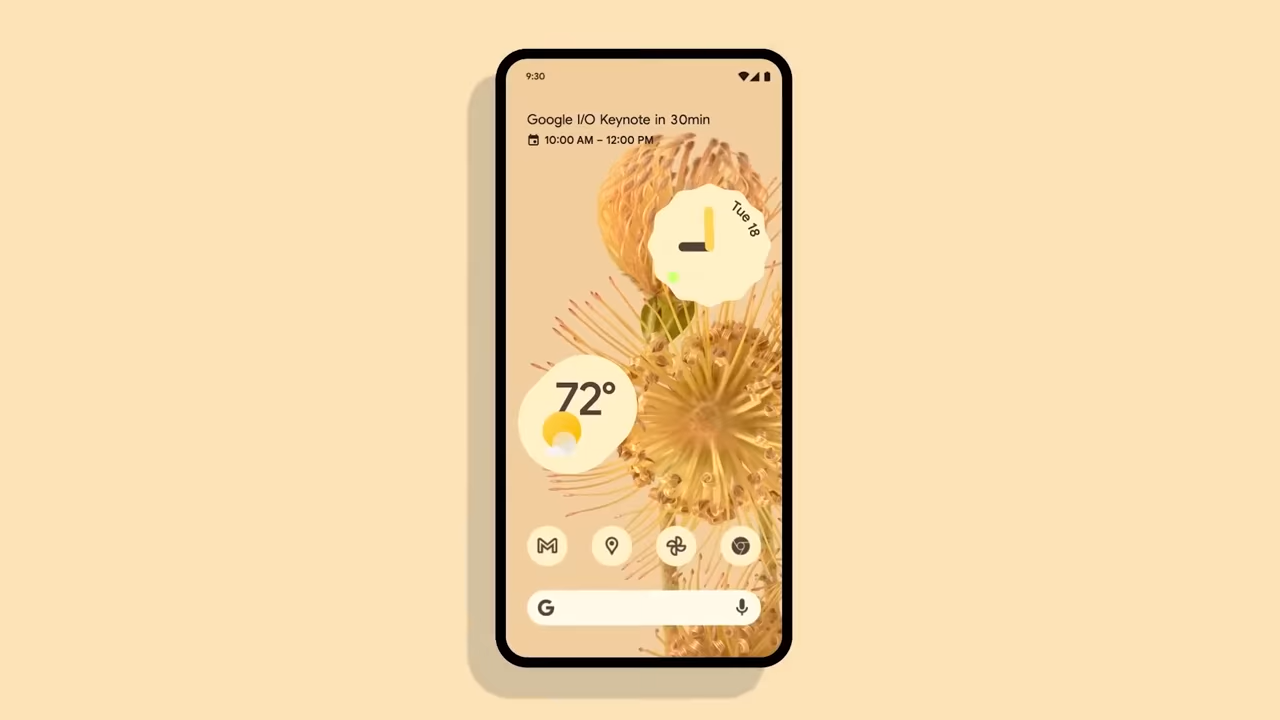 9:30
Google I/O Keynote in 30min
10:00 AM – 12:00 PM
Tue 18
72°
G